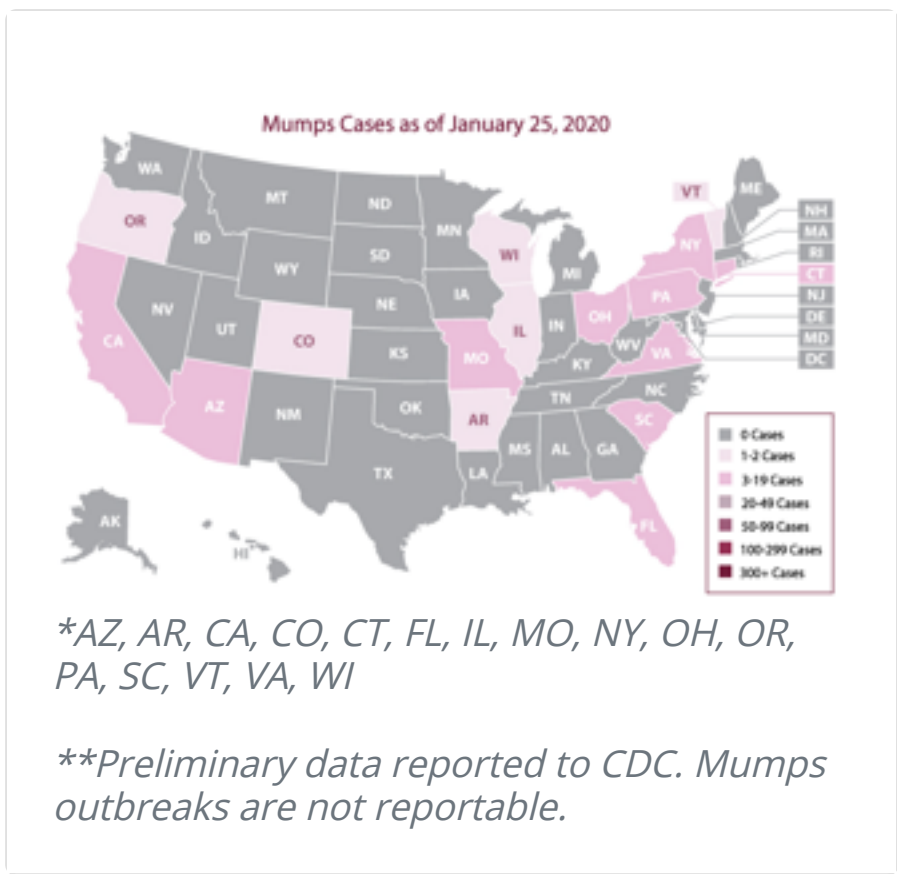 Mumps Cases as of January 25, 2020
WA
MT
ND
MN
VT
ME
NH
MA
RI
CT
NJ
DE
MD
DC
OR
ID
WY
SD
WI
MI
NY
NV
UT
CO
NE
IA
IL
IN
OH
PA
CA
AZ
NM
KS
MO
KY
WV
VA
OK
AR
TN
NC
SC
TX
LA
MS
AL
GA
FL
AK
HI
0 Cases
1-2 Cases
3-19 Cases
20-49 Cases
50-99 Cases
100-299 Cases
300+ Cases
*AZ, AR, CA, CO, CT, FL, IL, MO, NY, OH, OR,
PA, SC, VT, VA, WI
**Preliminary data reported to CDC. Mumps
outbreaks are not reportable.